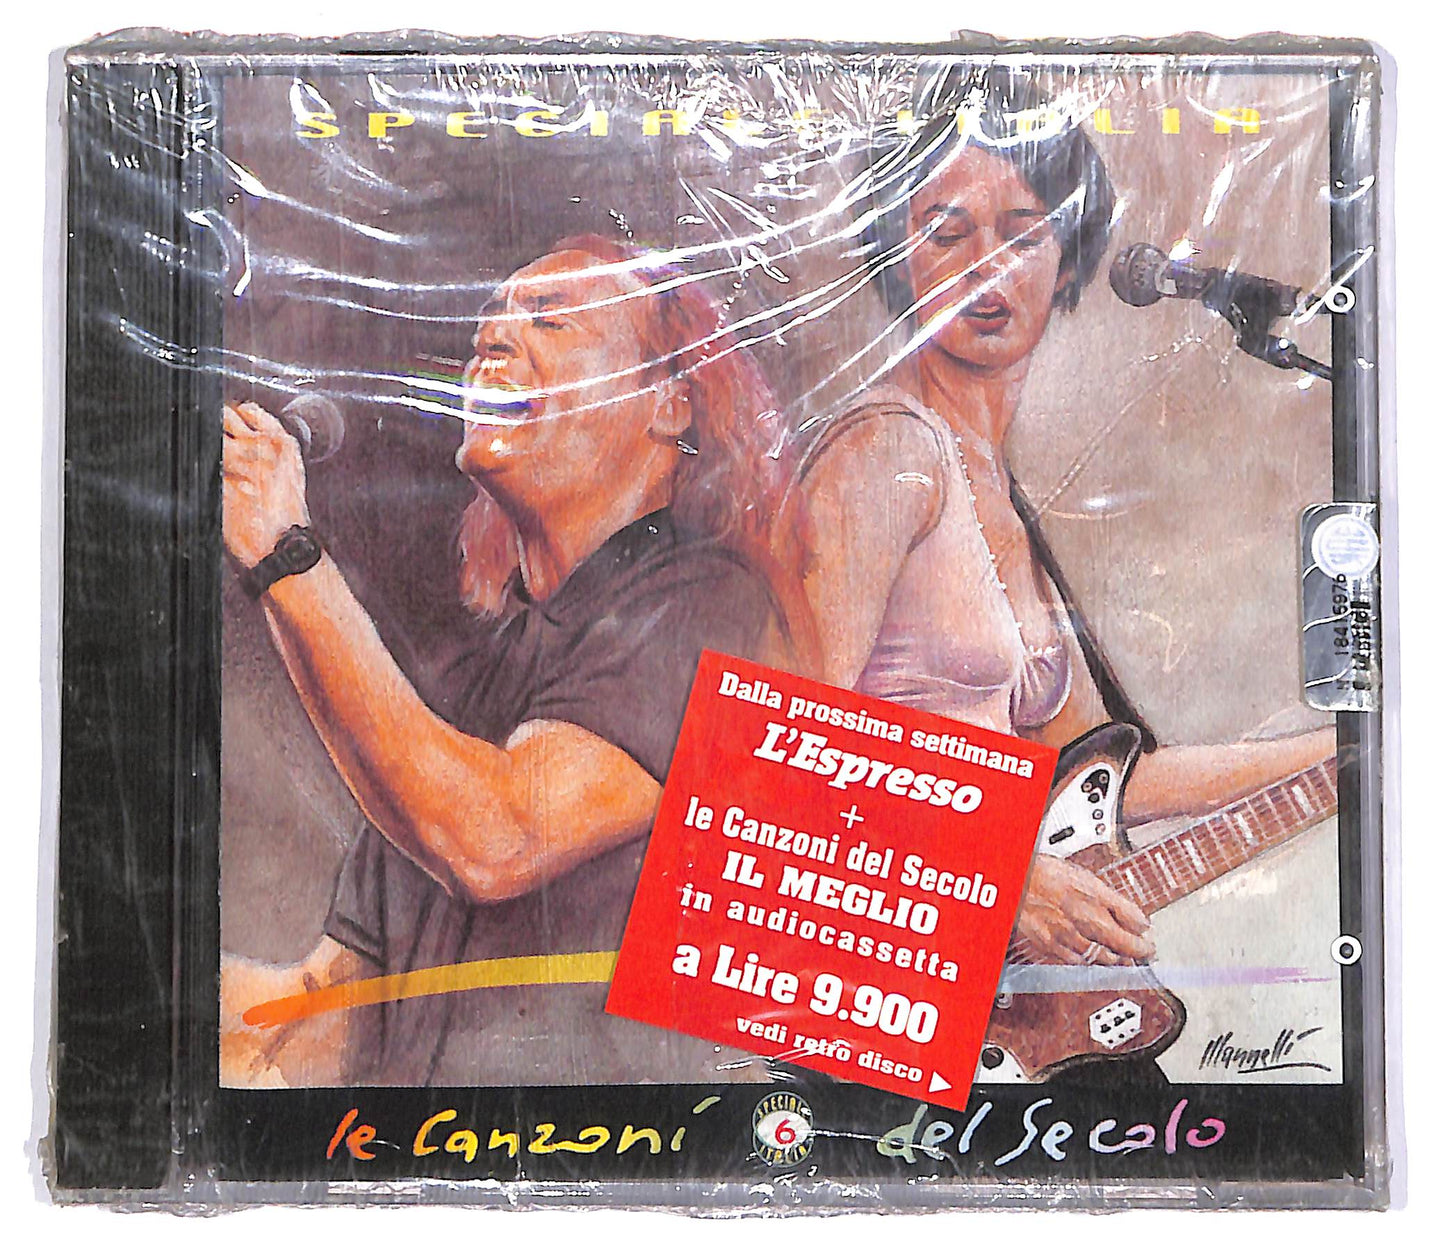 SPECIALE ITALIA
Dalla prossima settimana
L'Espresso
+
le Canzoni del Secolo
IL MEGLIO
in audiocassetta
a Lire 9.900
vedi retro disco
Mannelli
le Canzoni del Secolo
SPECIALE
6
ITALIA